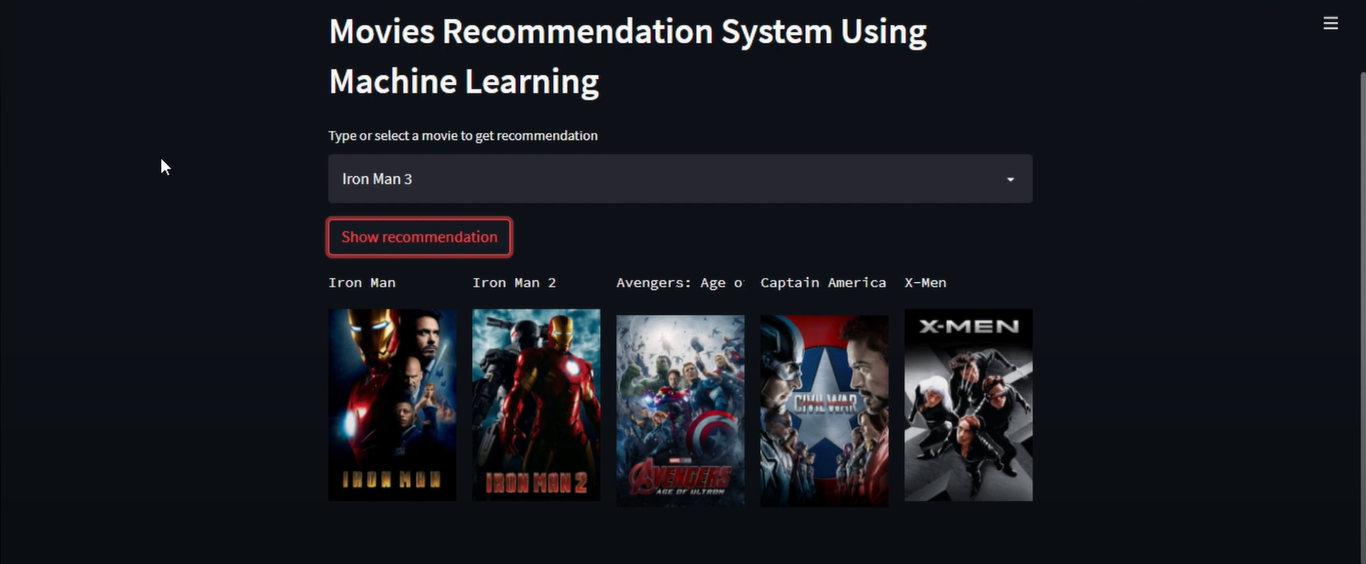 Movies Recommendation System Using
Machine Learning
Type or select a movie to get recommendation
Iron Man 3
Show recommendation
Iron Man
Iron Man 2
Avengers: Age o
Captain America
X-Men
IRON MAN
IRON MAN 2
AVENGERS
AGE OF ULTRON
CIVIL WAR
X-MEN